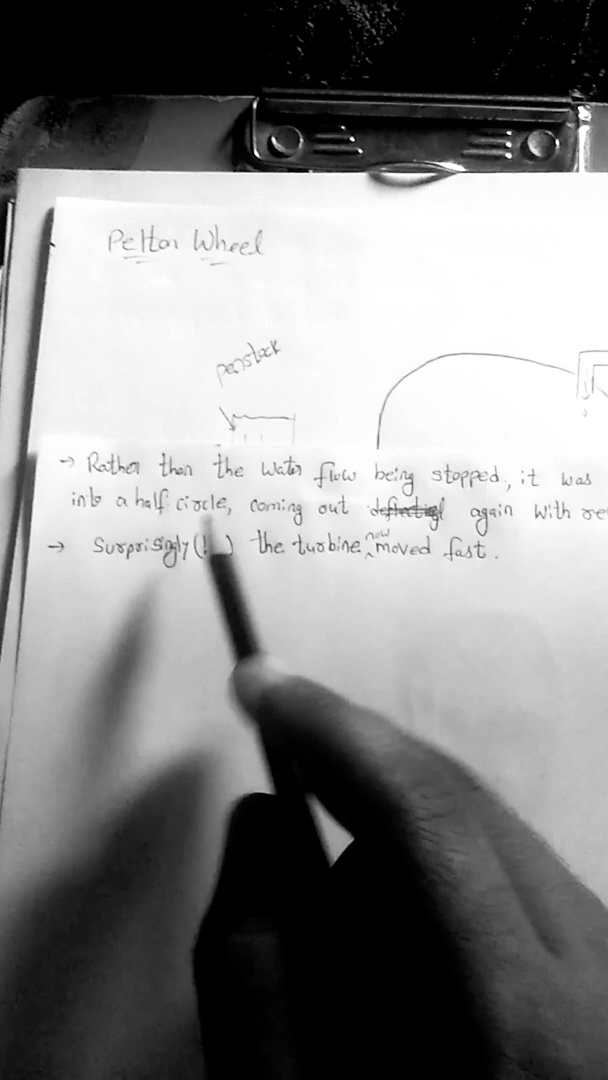 Pelton Wheel
penstock
→ Rather than the water flow being stopped, it was
into a half circle, coming out again with re
→ Surprisingly(!) the turbine now moved fast.